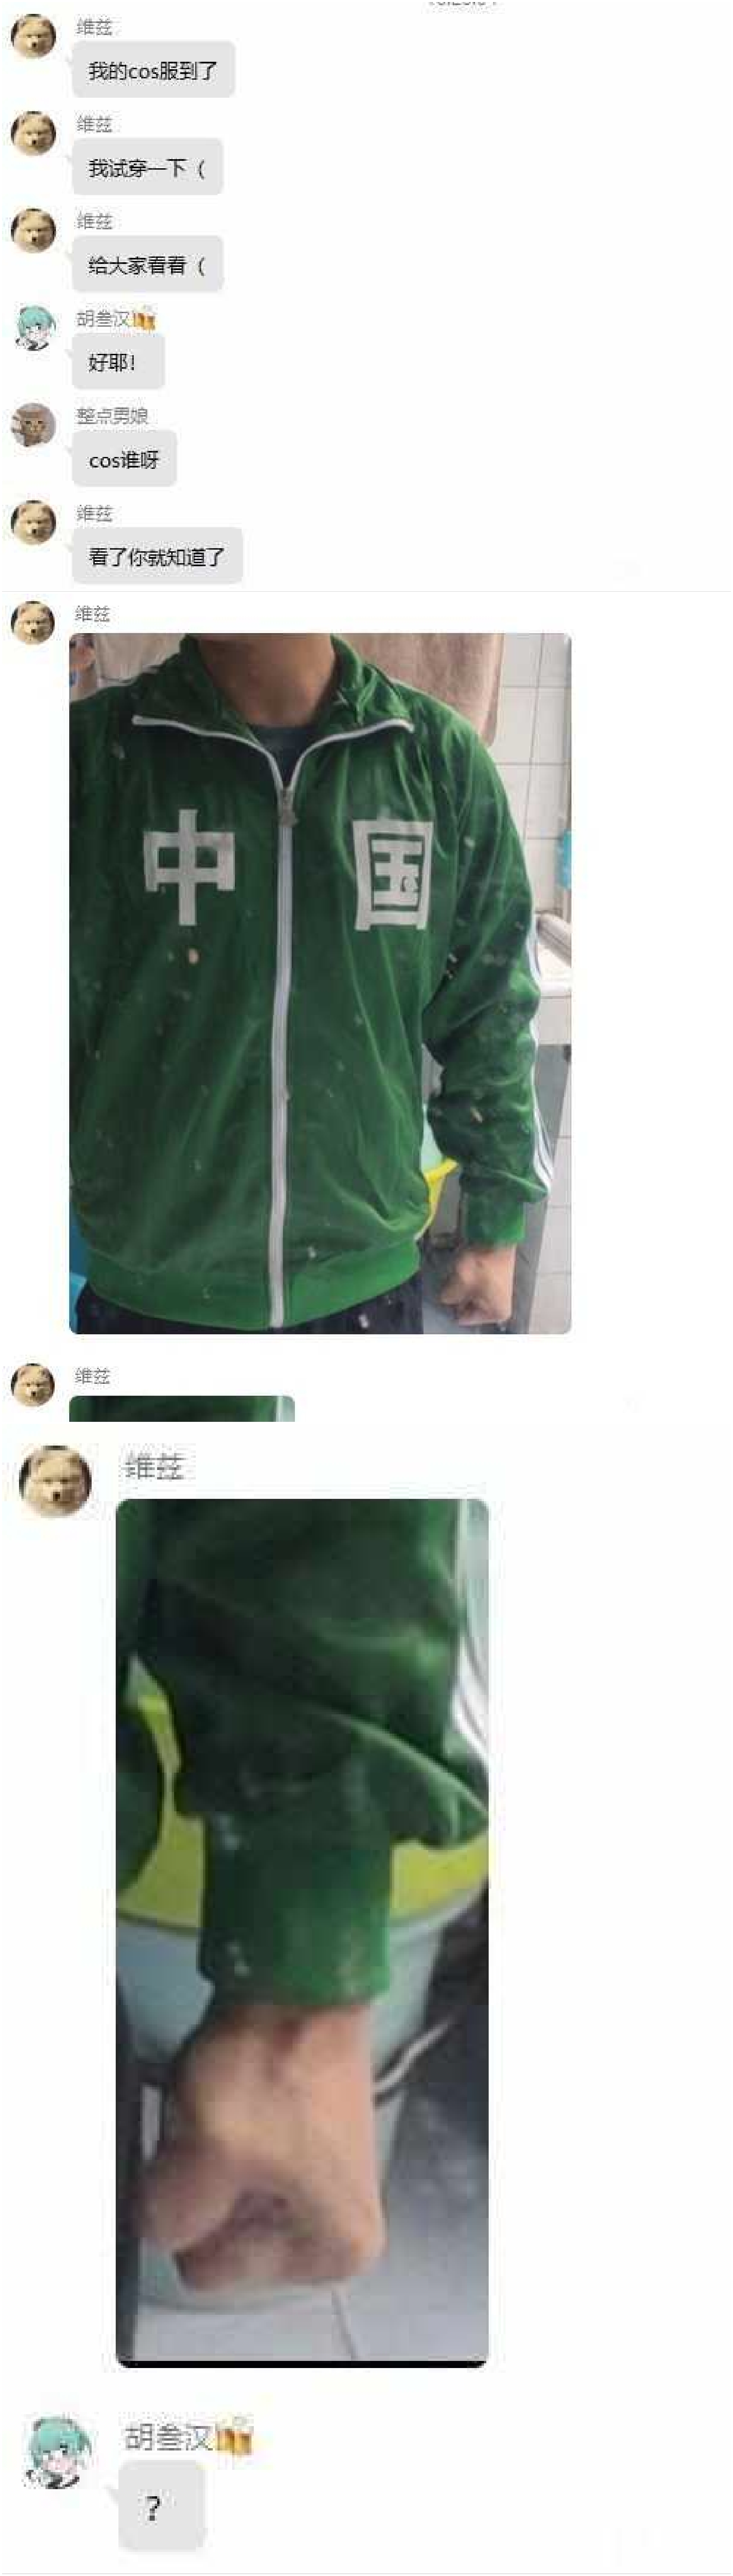 维兹
我的cos服到了
维兹
我试穿一下（
维兹
给大家看看（
胡叁汉🍻
好耶！
整点男娘
cos谁呀
维兹
看了你就知道了
维兹
中 国
维兹
维兹
胡叁汉🍻
？